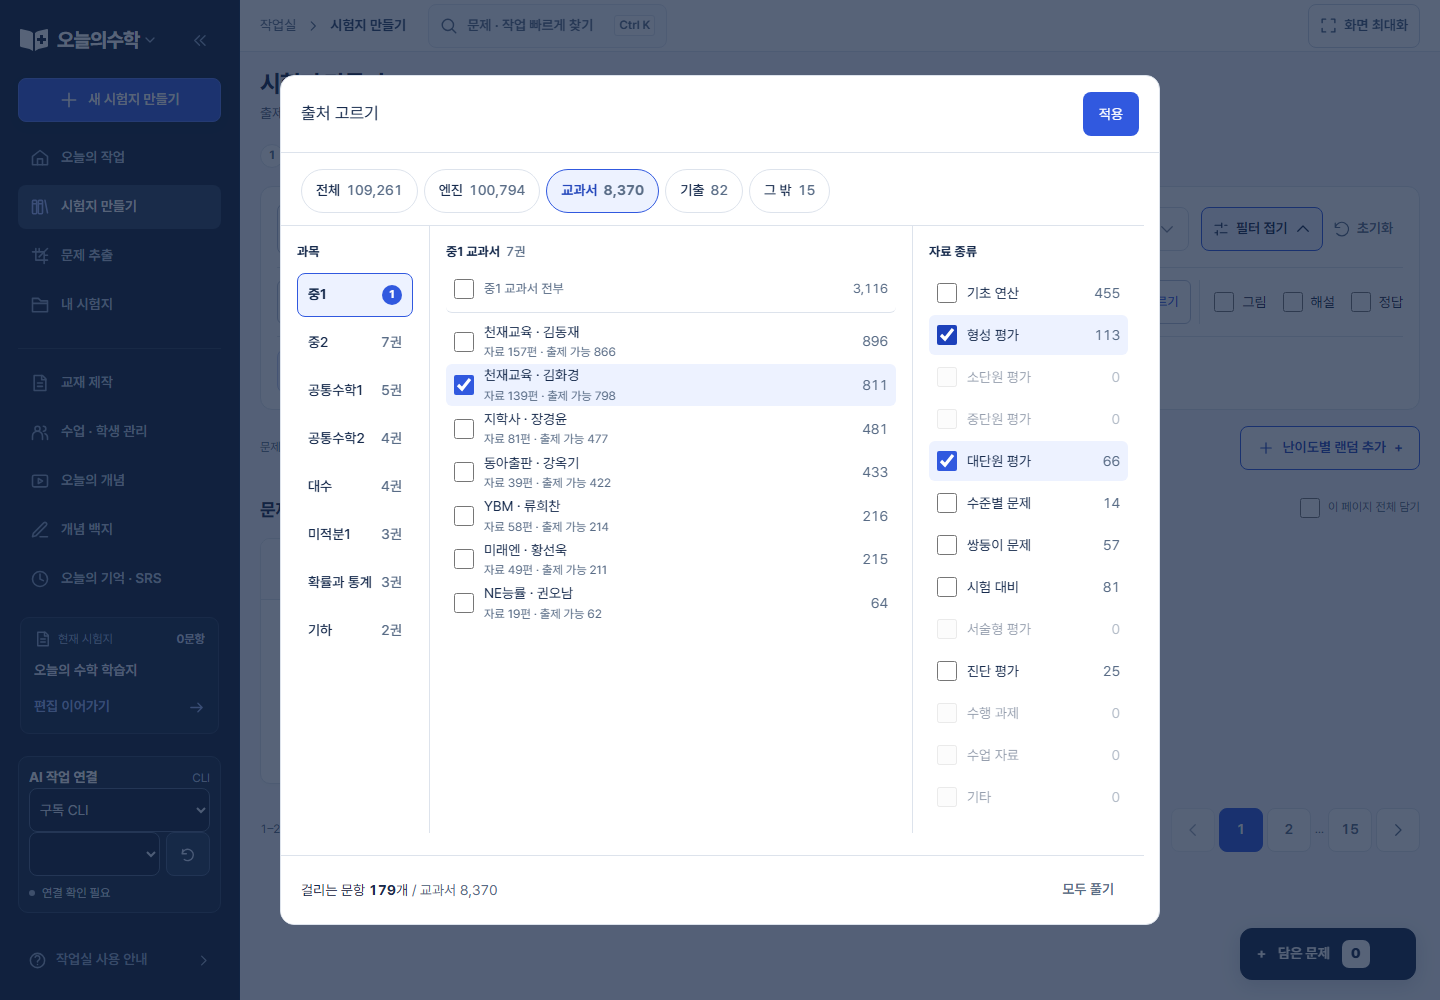 오늘의수학
새 시험지 만들기
오늘의 작업
시험지 만들기
문제 추출
내 시험지
교재 제작
수업 · 학생 관리
오늘의 개념
개념 백지
오늘의 기억 · SRS
현재 시험지 0문항
오늘의 수학 학습지
편집 이어가기
AI 작업 연결 CLI
구독 CLI
연결 확인 필요
작업실 사용 안내
작업실 시험지 만들기 문제 · 작업 빠르게 찾기 Ctrl K 화면 최대화
1
필터 접기 초기화
그림 해설 정답
난이도별 랜덤 추가 +
이 페이지 전체 담기
1 2 ... 15
+ 담은 문제 0
출처 고르기 적용
전체 109,261 엔진 100,794 교과서 8,370 기출 82 그 밖 15
과목
중1 1
중2 7권
공통수학1 5권
공통수학2 4권
대수 4권
미적분1 3권
확률과 통계 3권
기하 2권
중1 교과서 7권
중1 교과서 전부 3,116
천재교육 · 김동재 896
자료 157편 · 출제 가능 866
천재교육 · 김화경 811
자료 139편 · 출제 가능 798
지학사 · 장경윤 481
자료 81편 · 출제 가능 477
동아출판 · 강옥기 433
자료 39편 · 출제 가능 422
YBM · 류희찬 216
자료 58편 · 출제 가능 214
미래엔 · 황선욱 215
자료 49편 · 출제 가능 211
NE능률 · 권오남 64
자료 19편 · 출제 가능 62
자료 종류
기초 연산 455
형성 평가 113
소단원 평가 0
중단원 평가 0
대단원 평가 66
수준별 문제 14
쌍둥이 문제 57
시험 대비 81
서술형 평가 0
진단 평가 25
수행 과제 0
수업 자료 0
기타 0
걸리는 문항 179개 / 교과서 8,370 모두 풀기